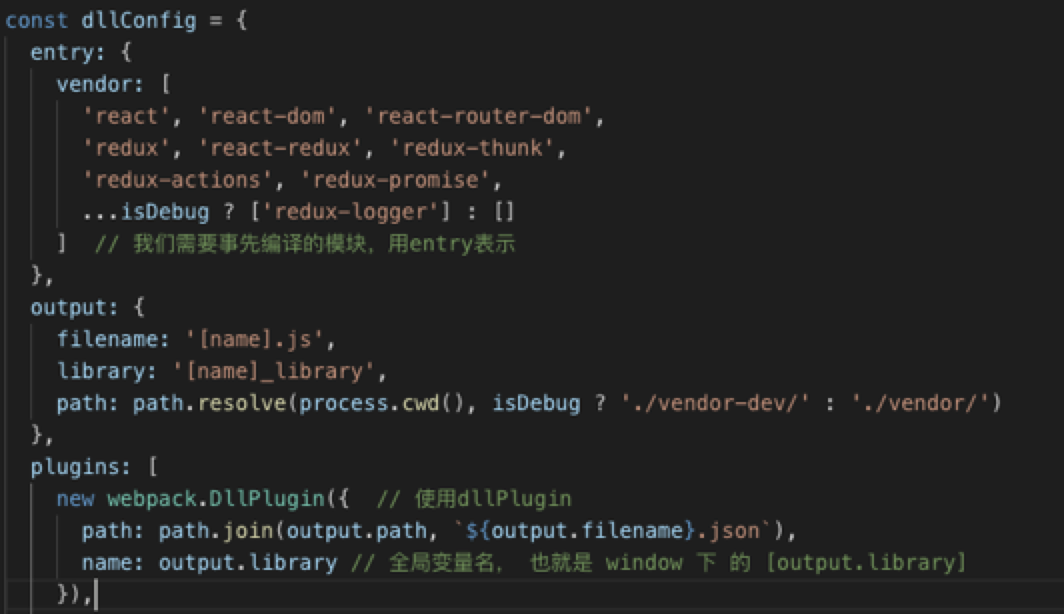 const dllConfig = {
  entry: {
    vendor: [
      'react', 'react-dom', 'react-router-dom',
      'redux', 'react-redux', 'redux-thunk',
      'redux-actions', 'redux-promise',
      ...isDebug ? ['redux-logger'] : []
    ]  // 我们需要事先编译的模块，用entry表示
  },
  output: {
    filename: '[name].js',
    library: '[name]_library',
    path: path.resolve(process.cwd(), isDebug ? './vendor-dev/' : './vendor/')
  },
  plugins: [
    new webpack.DllPlugin({  // 使用dllPlugin
      path: path.join(output.path, `${output.filename}.json`),
      name: output.library // 全局变量名， 也就是 window 下 的 [output.library]
    }),